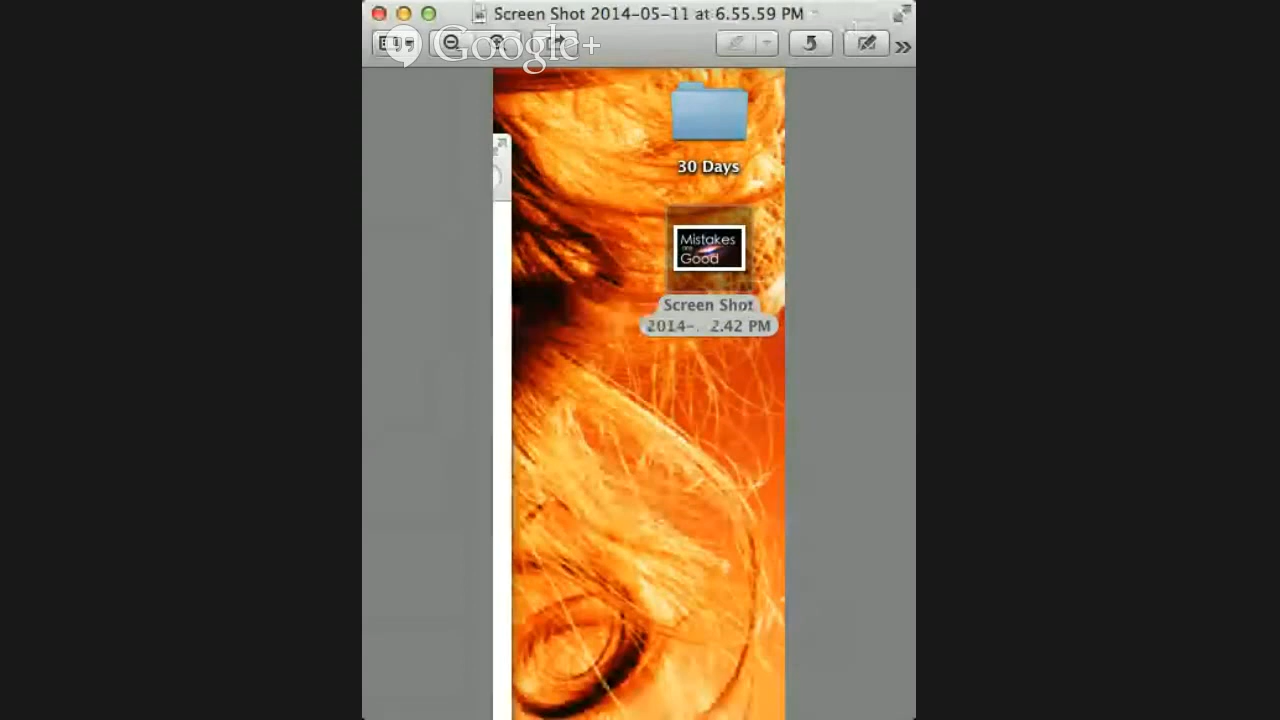 Screen Shot 2014-05-11 at 6.55.59 PM
Google+
30 Days
Mistakes
are
Good
Screen Shot
2014-... 2.42 PM